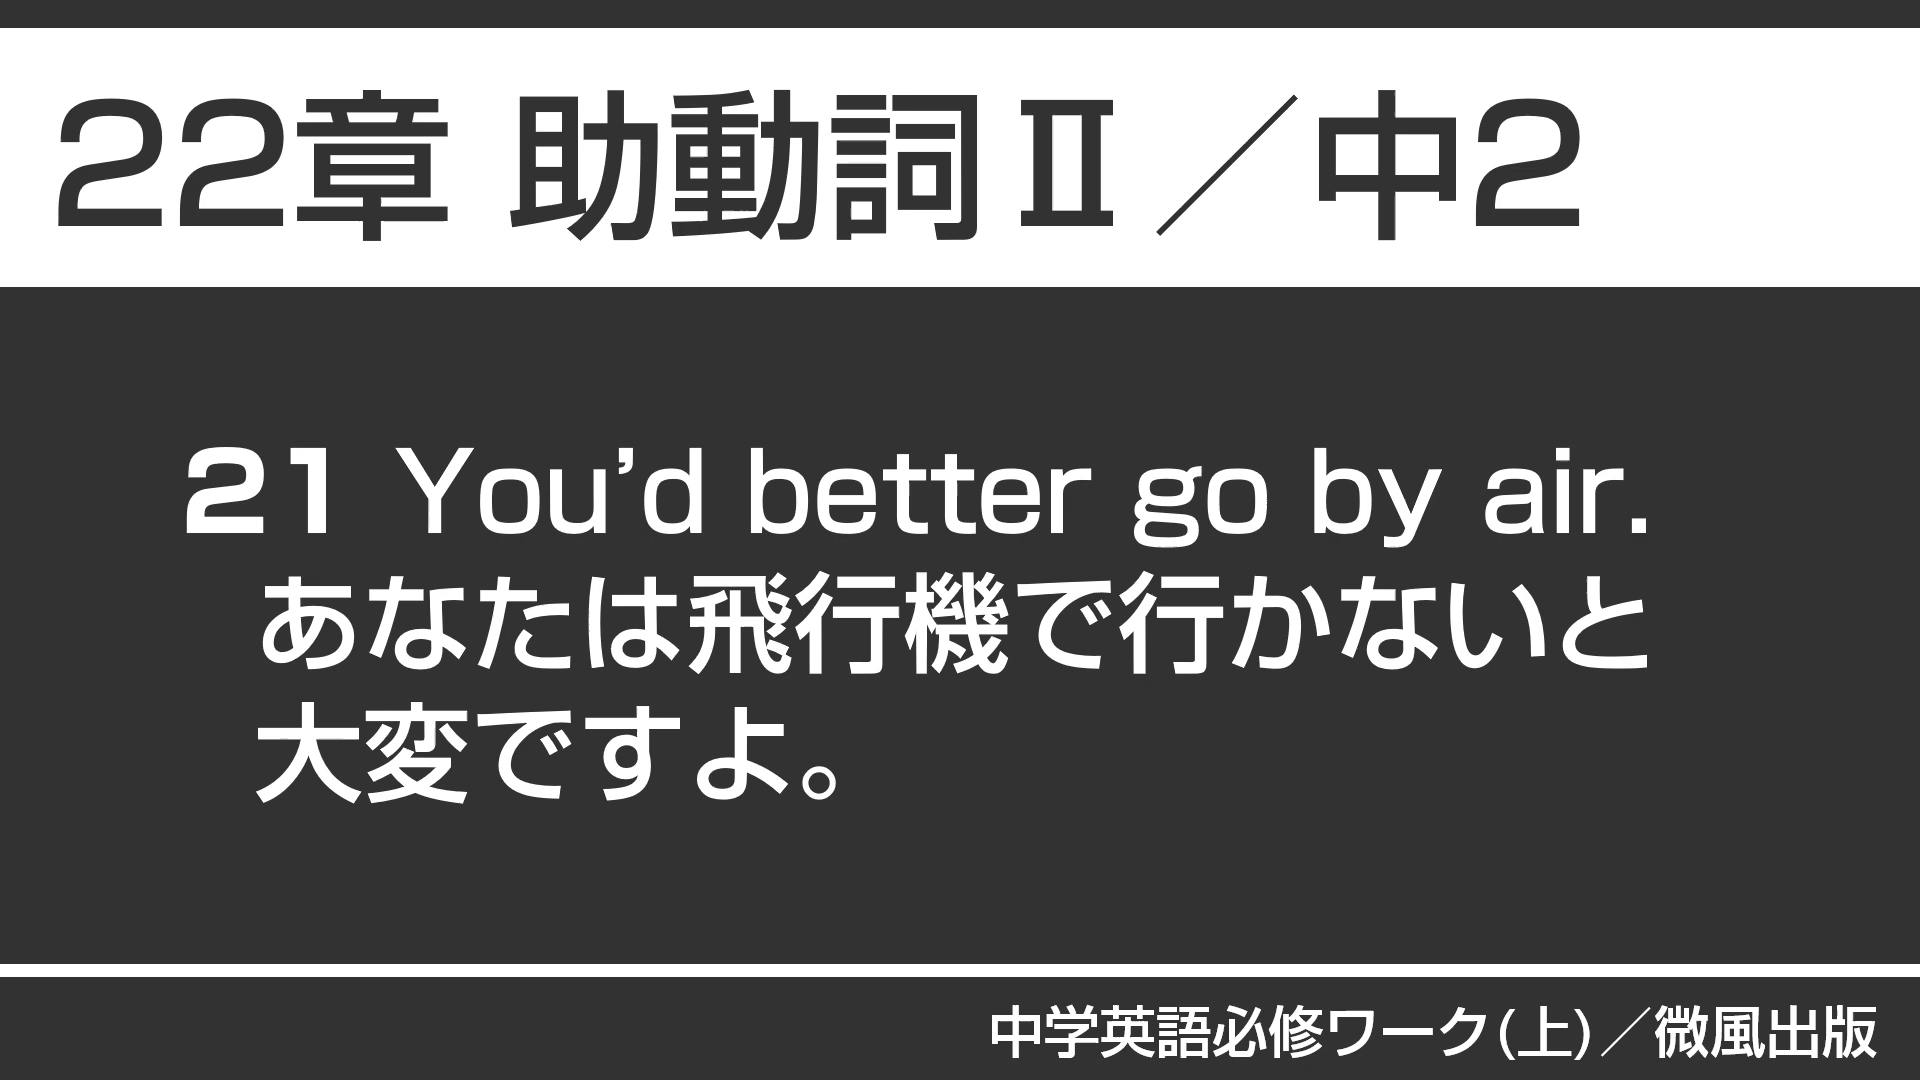 22章 助動詞Ⅱ／中2
21 You’d better go by air.
あなたは飛行機で行かないと
大変ですよ。
中学英語必修ワーク(上)／微風出版